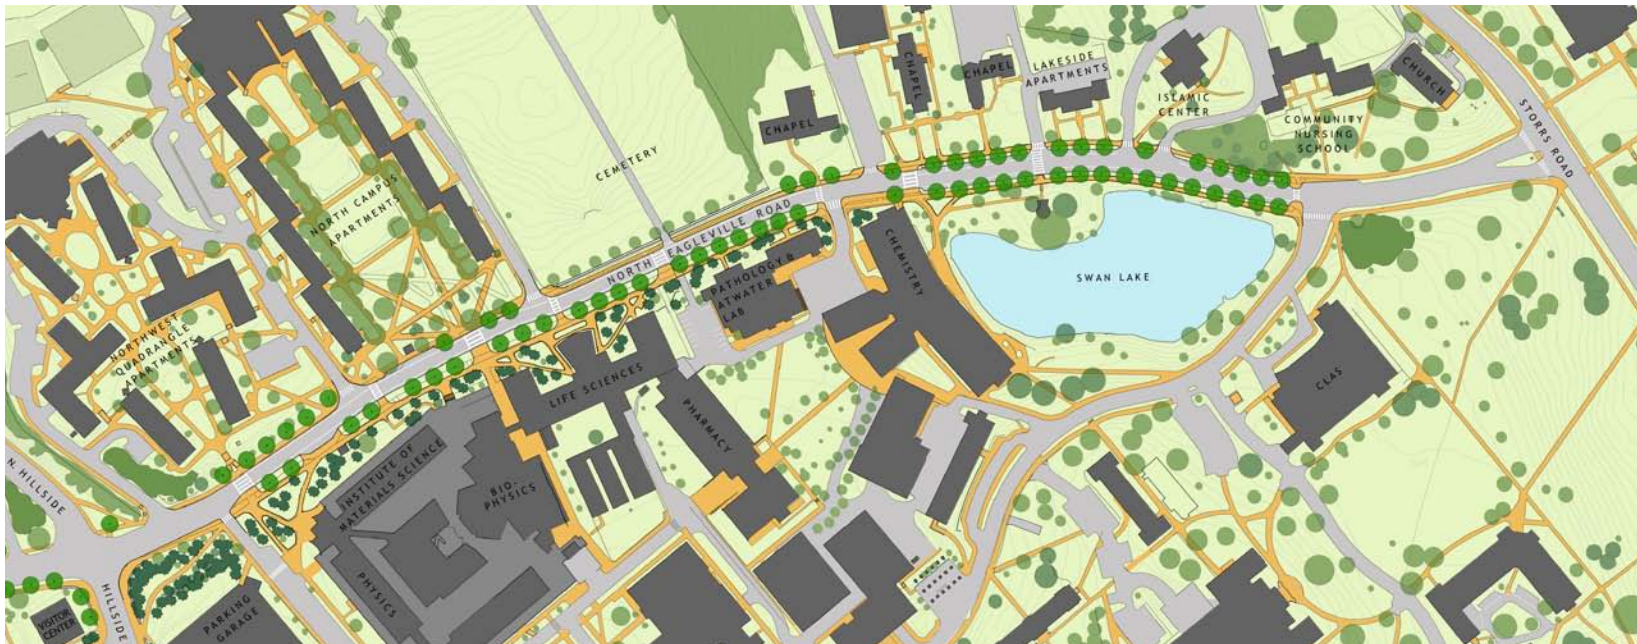 CHAPEL
CHAPEL
LAKESIDE
APARTMENTS
CHURCH
ISLAMIC
CENTER
COMMUNITY
NURSING
SCHOOL
STORRS ROAD
CHAPEL
CEMETERY
NORTH CAMPUS
APARTMENTS
NORTH EAGLEVILLE ROAD
CHEMISTRY
SWAN LAKE
PATHOLOGY &
ATWATER
LAB
NORTHWEST
QUADRANGLE
APARTMENTS
LIFE SCIENCES
CLAS
PHARMACY
INSTITUTE OF
MATERIALS SCIENCE
BIO-
PHYSICS
N. HILLSIDE
PHYSICS
HILLSIDE
PARKING
GARAGE
VISITOR
CENTER